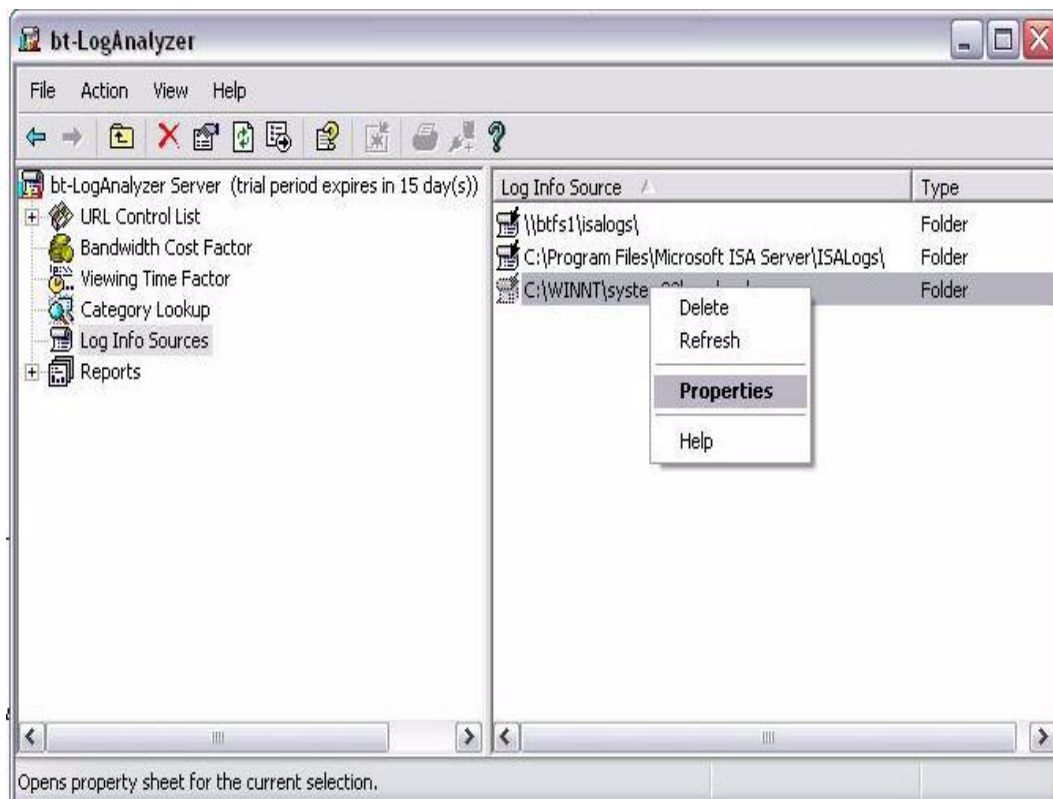 bt-LogAnalyzer
File Action View Help
bt-LogAnalyzer Server (trial period expires in 15 day(s))
URL Control List
Bandwidth Cost Factor
Viewing Time Factor
Category Lookup
Log Info Sources
Reports
Log Info Source Type
\\btfs1\isalogs\ Folder
C:\Program Files\Microsoft ISA Server\ISALogs\ Folder
C:\WINNT\syste Folder
Delete
Refresh
Properties
Help
Opens property sheet for the current selection.